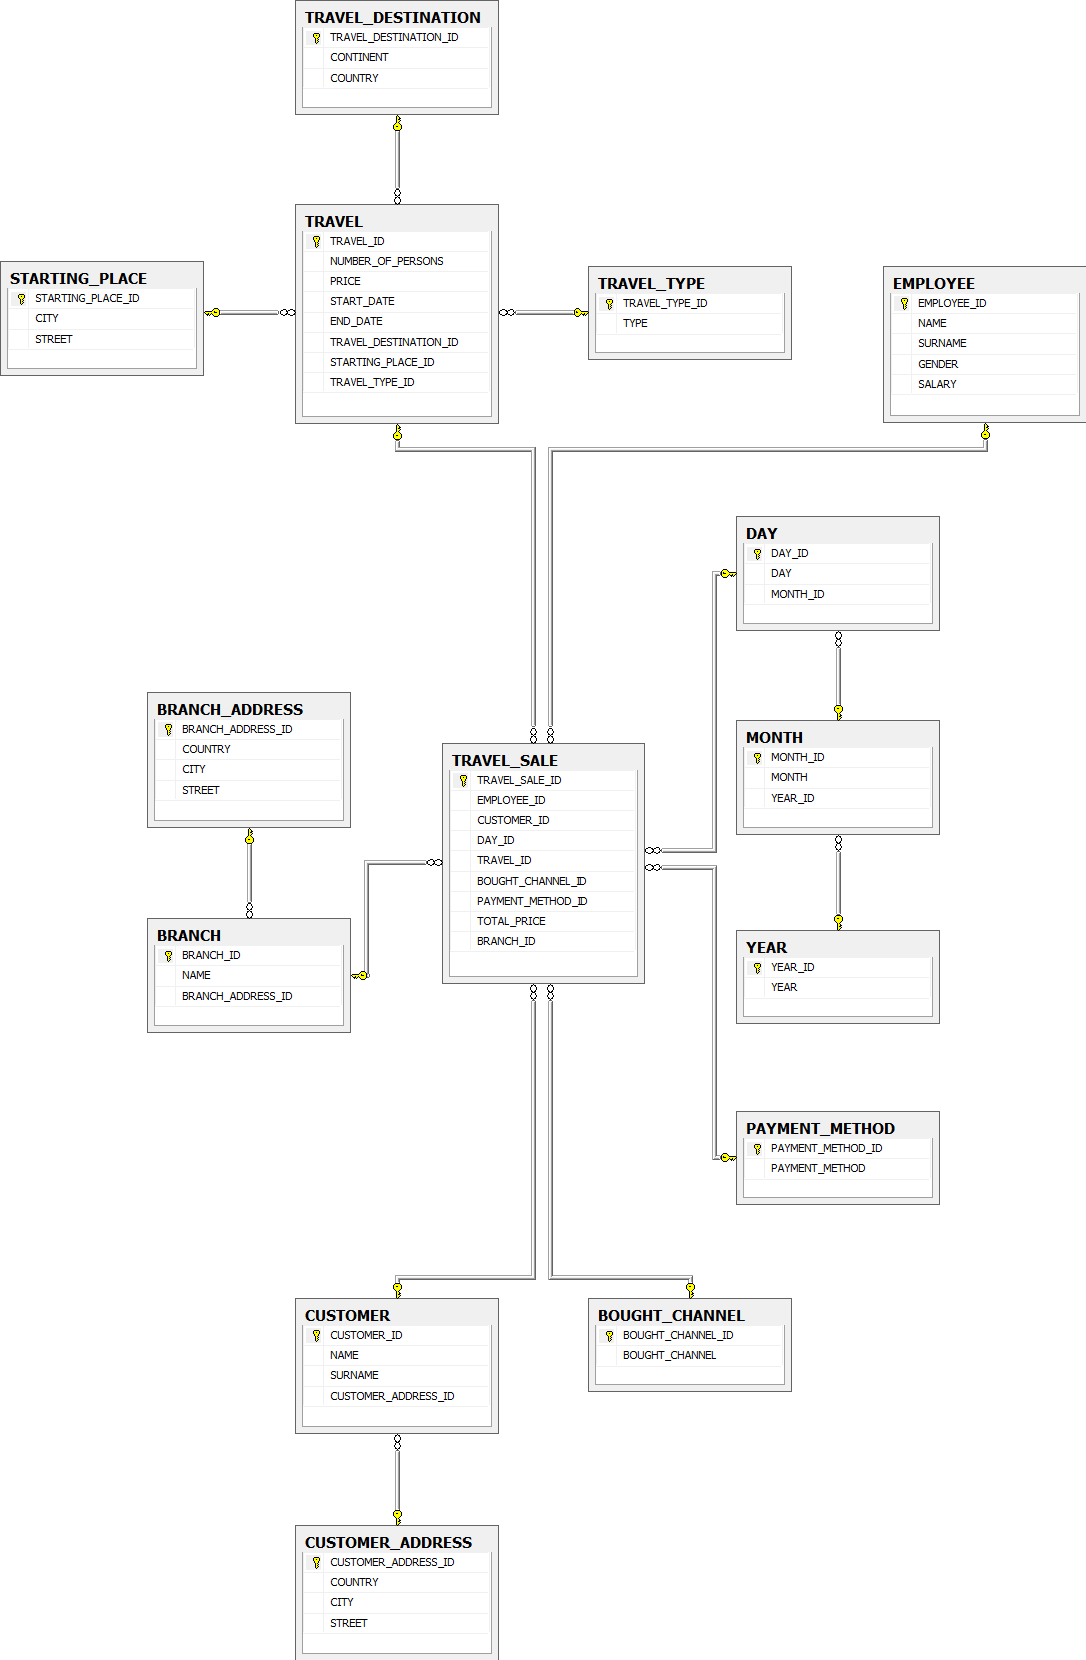 TRAVEL_DESTINATION
TRAVEL_DESTINATION_ID
CONTINENT
COUNTRY
TRAVEL
TRAVEL_ID
NUMBER_OF_PERSONS
PRICE
START_DATE
END_DATE
TRAVEL_DESTINATION_ID
STARTING_PLACE_ID
TRAVEL_TYPE_ID
STARTING_PLACE
STARTING_PLACE_ID
CITY
STREET
TRAVEL_TYPE
TRAVEL_TYPE_ID
TYPE
EMPLOYEE
EMPLOYEE_ID
NAME
SURNAME
GENDER
SALARY
DAY
DAY_ID
DAY
MONTH_ID
BRANCH_ADDRESS
BRANCH_ADDRESS_ID
COUNTRY
CITY
STREET
MONTH
MONTH_ID
MONTH
YEAR_ID
TRAVEL_SALE
TRAVEL_SALE_ID
EMPLOYEE_ID
CUSTOMER_ID
DAY_ID
TRAVEL_ID
BOUGHT_CHANNEL_ID
PAYMENT_METHOD_ID
TOTAL_PRICE
BRANCH_ID
BRANCH
BRANCH_ID
NAME
BRANCH_ADDRESS_ID
YEAR
YEAR_ID
YEAR
PAYMENT_METHOD
PAYMENT_METHOD_ID
PAYMENT_METHOD
CUSTOMER
CUSTOMER_ID
NAME
SURNAME
CUSTOMER_ADDRESS_ID
BOUGHT_CHANNEL
BOUGHT_CHANNEL_ID
BOUGHT_CHANNEL
CUSTOMER_ADDRESS
CUSTOMER_ADDRESS_ID
COUNTRY
CITY
STREET